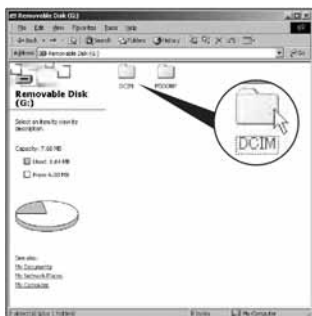 Removable Disk (G:)
File Edit View Favorites Tools Help
Back Search Folders History
Address Removable Disk (G:)
DCIM
Removable Disk
(G:)
Select an item to view its
description.
Capacity: 7.68 MB
Used:
Free:
DCIM
See also:
My Documents
My Network Places
My Computer
My Computer